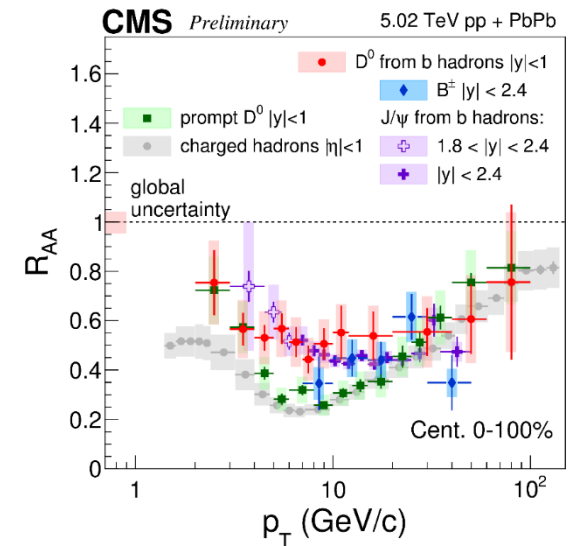 CMS Preliminary 5.02 TeV pp + PbPb
D⁰ from b hadrons |y|<1
B± |y| < 2.4
J/ψ from b hadrons:
1.8 < |y| < 2.4
|y| < 2.4
prompt D⁰ |y|<1
charged hadrons |η|<1
global
uncertainty
Cent. 0-100%
R_AA
1.6
1.4
1.2
1
0.8
0.6
0.4
0.2
0
1 10 10²
p_T (GeV/c)